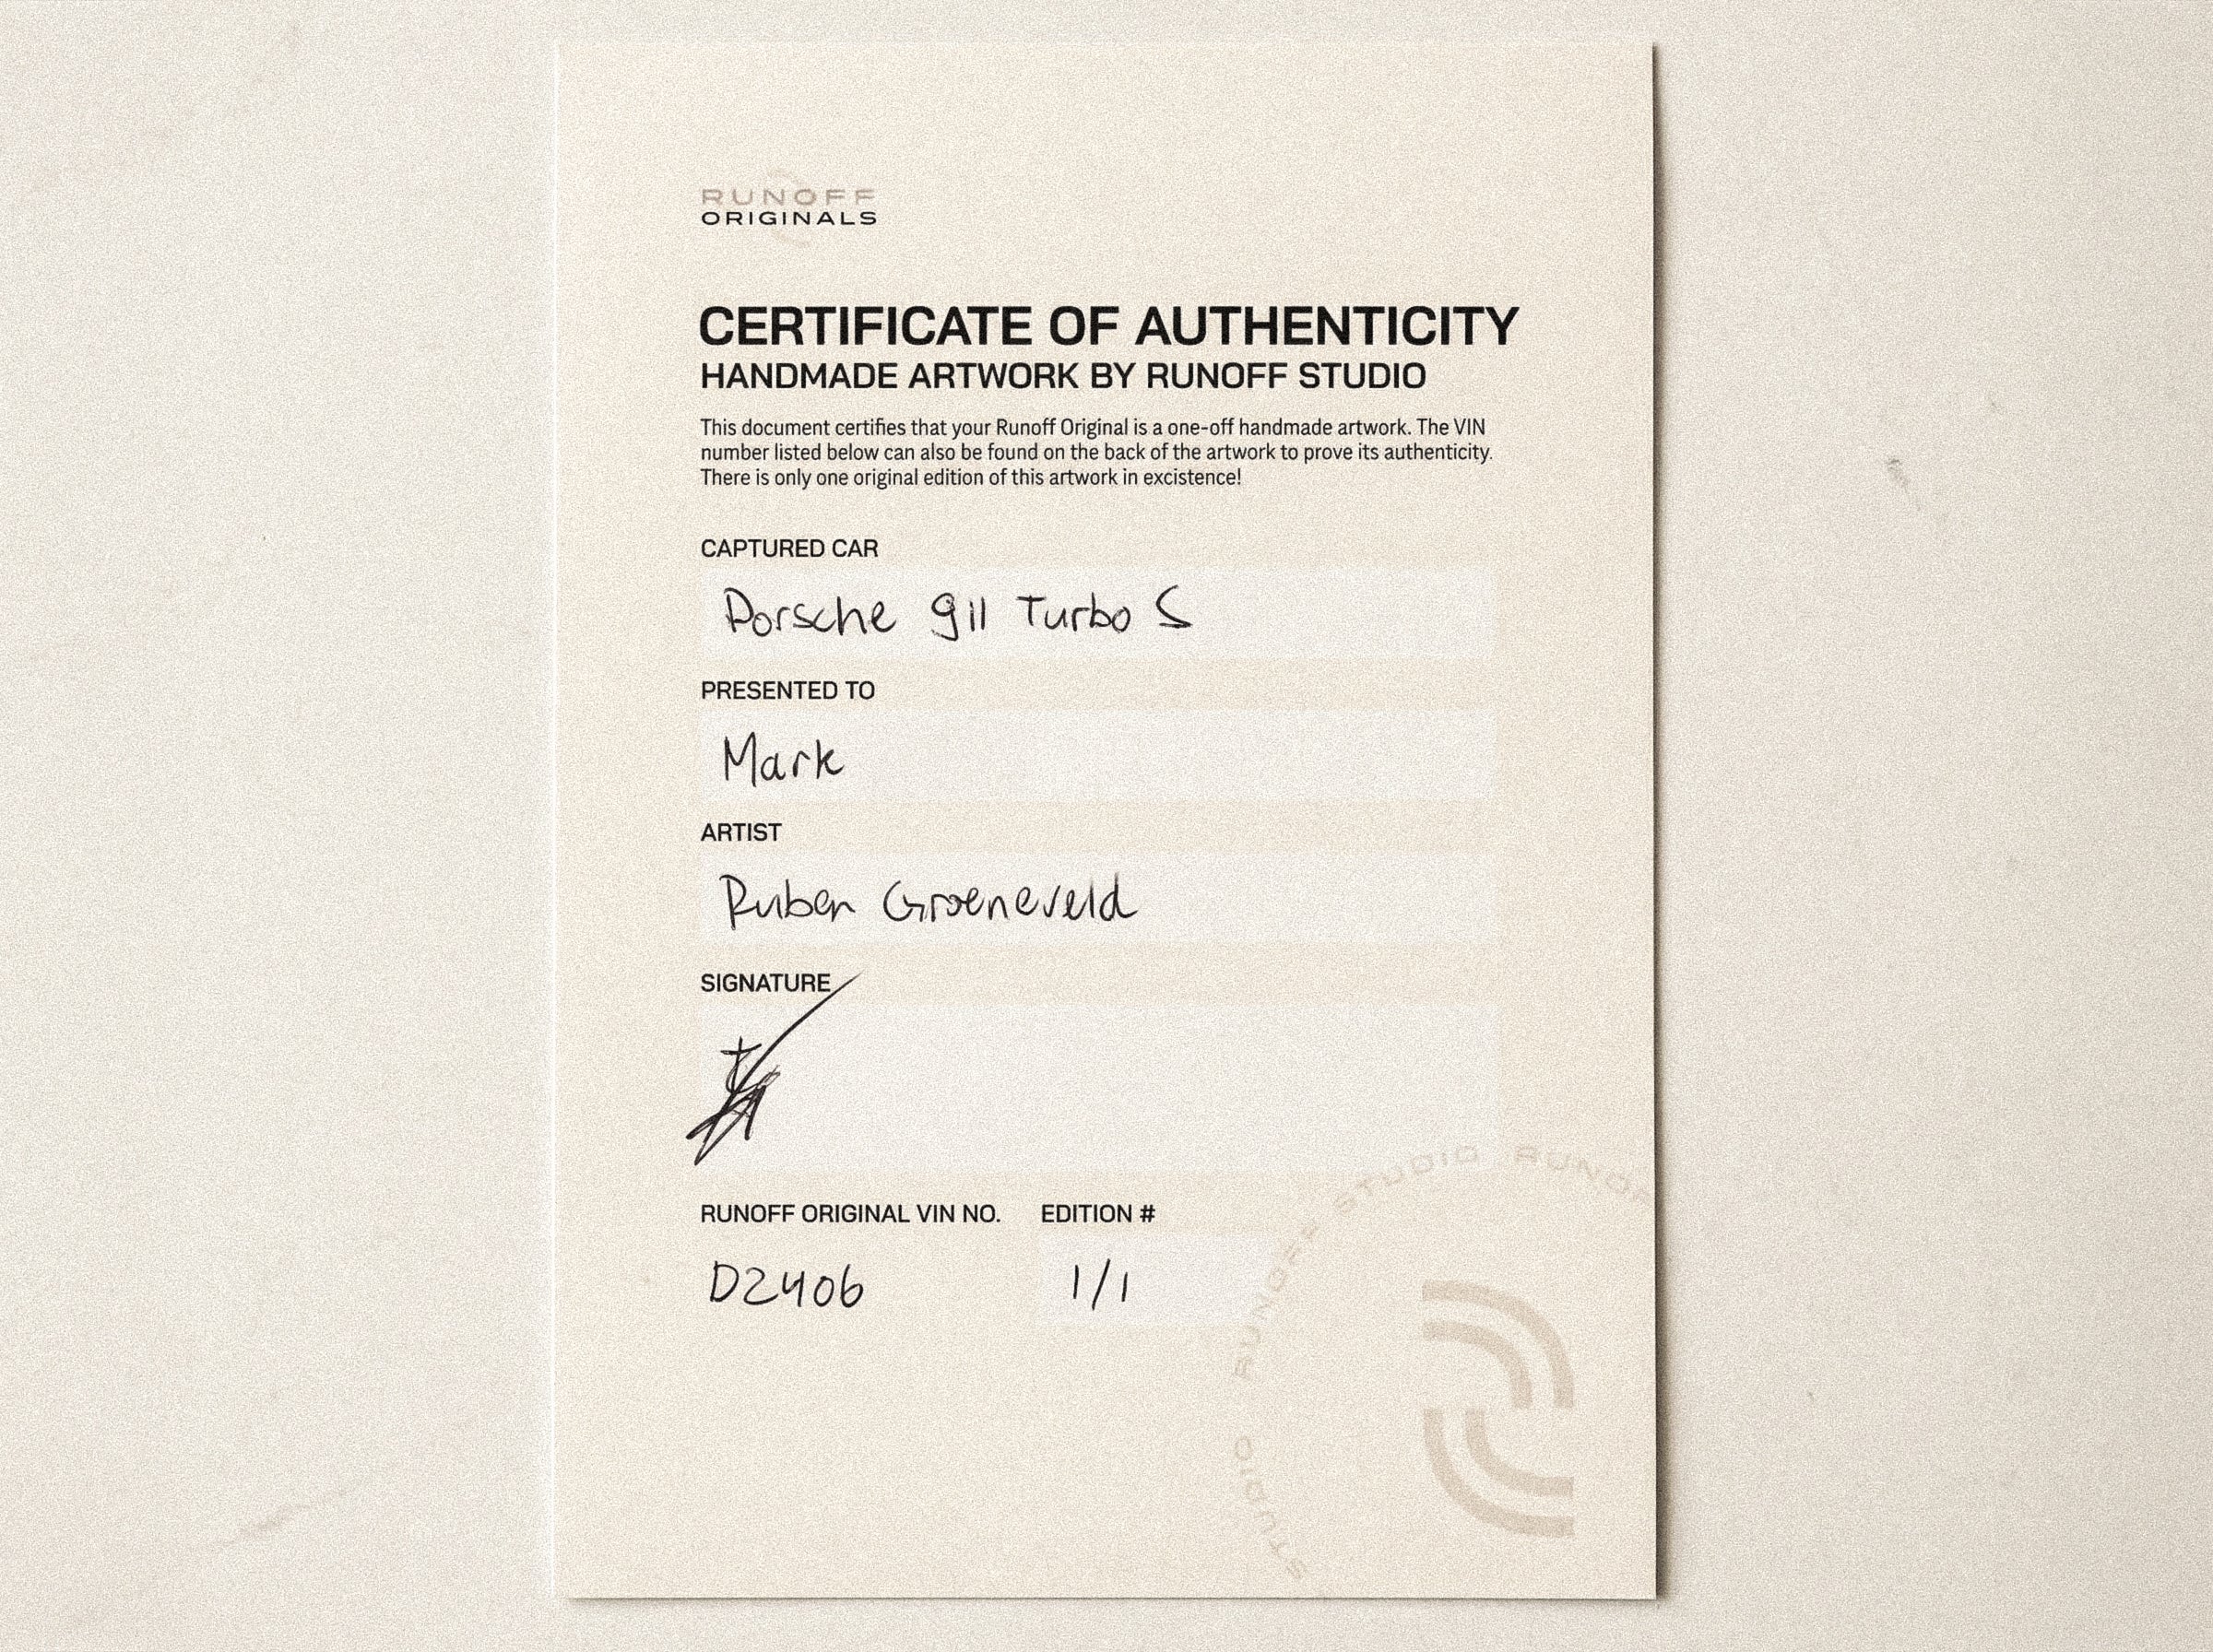 RUNOFF
ORIGINALS
CERTIFICATE OF AUTHENTICITY
HANDMADE ARTWORK BY RUNOFF STUDIO
This document certifies that your Runoff Original is a one-off handmade artwork. The VIN
number listed below can also be found on the back of the artwork to prove its authenticity.
There is only one original edition of this artwork in excistence!
CAPTURED CAR
Porsche 911 Turbo S
PRESENTED TO
Mark
ARTIST
Ruben Groeneveld
SIGNATURE
RUNOFF ORIGINAL VIN NO. EDITION #
D2406 1/1
STUDIO RUNOFF STUDIO RUNOF